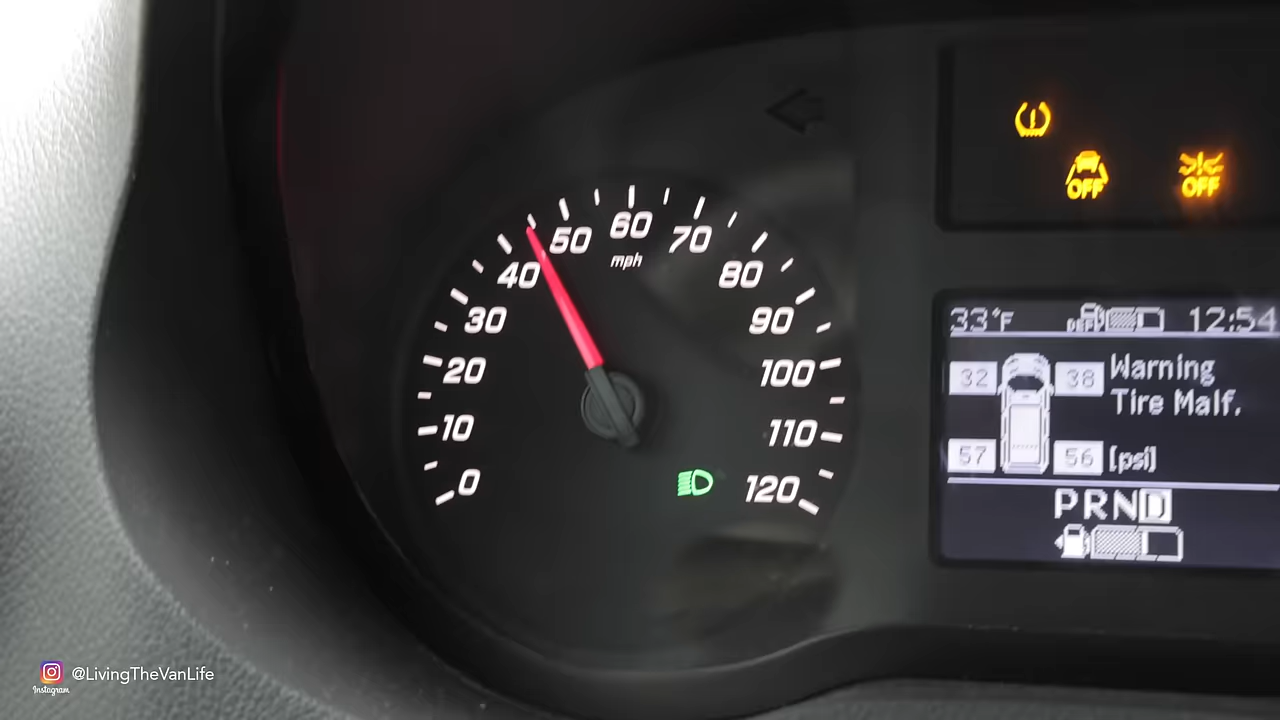 0
10
20
30
40
50
60
70
80
90
100
110
120
mph
OFF
OFF
33°F
DEF
12:54
32
38
Warning
Tire Malf.
57
56
[psi]
PRND
Instagram
@LivingTheVanLife